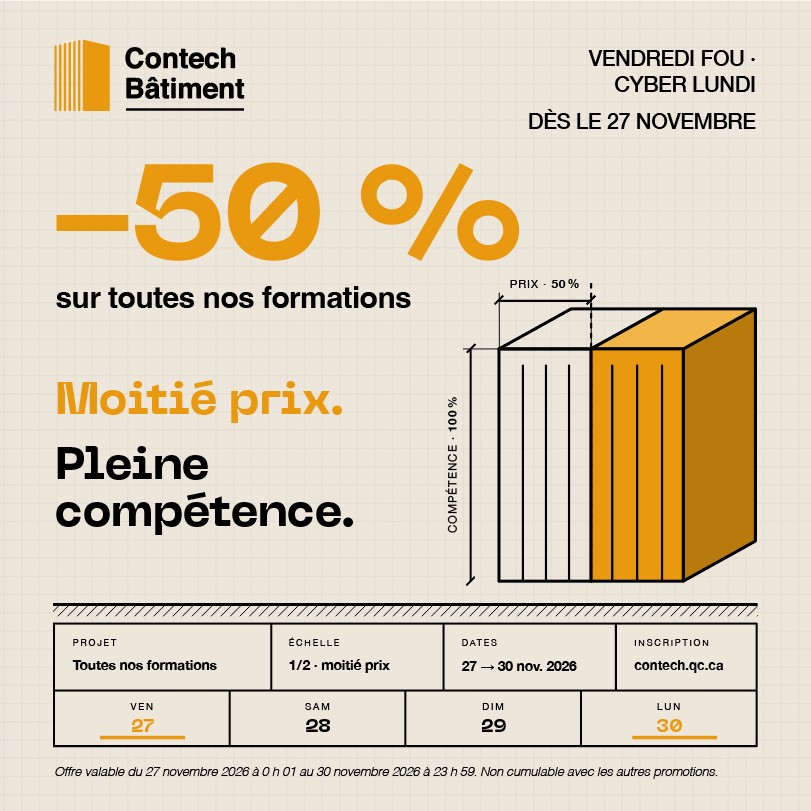 Contech
Bâtiment
VENDREDI FOU ·
CYBER LUNDI
DÈS LE 27 NOVEMBRE
–50 %
sur toutes nos formations
PRIX · 50 %
COMPÉTENCE · 100 %
Moitié prix.
Pleine
compétence.
PROJET
Toutes nos formations
ÉCHELLE
1/2 · moitié prix
DATES
27 → 30 nov. 2026
INSCRIPTION
contech.qc.ca
VEN
27
SAM
28
DIM
29
LUN
30
Offre valable du 27 novembre 2026 à 0 h 01 au 30 novembre 2026 à 23 h 59. Non cumulable avec les autres promotions.